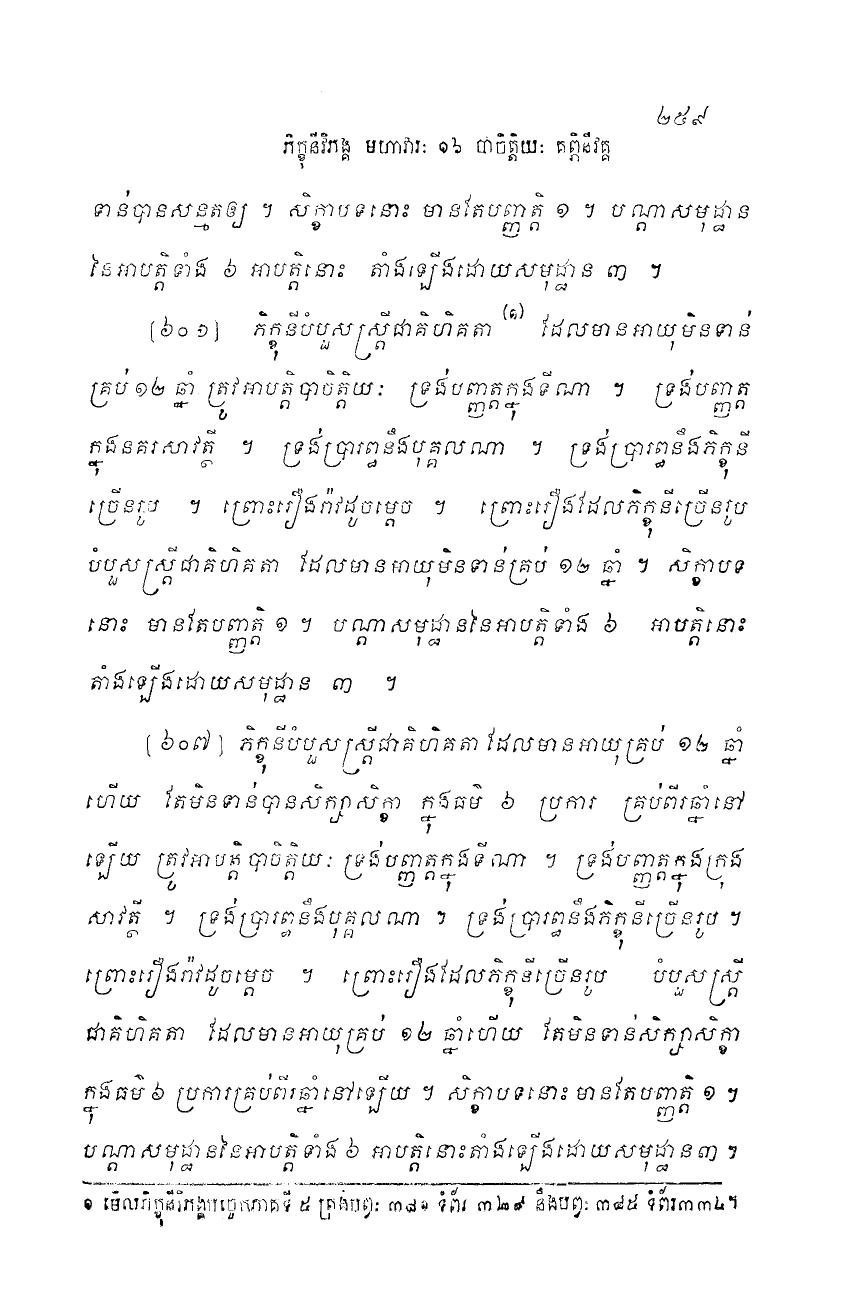 ២៥៩
ភិក្ខុនីវិភង្គ មហាវារៈ ១៦ បាចិត្តិយៈ គព្ភិនីវគ្គ
ទាន់បានសន្មតឲ្យ ។ សិក្ខាបទនោះ មានតែបញ្ញត្តិ ១ ។ បណ្តាសមុដ្ឋាន
នៃអាបត្តិទាំង ៦ អាបត្តិនោះ តាំងឡើងដោយសមុដ្ឋាន ៣ ។
(៦០១) ភិក្ខុនីបំបួសស្ត្រីជាគិហិគតា (១) ដែលមានអាយុមិនទាន់
គ្រប់ ១២ ឆ្នាំ ត្រូវអាបត្តិបាចិត្តិយៈ ទ្រង់បញ្ញត្តក្នុងទីណា ។ ទ្រង់បញ្ញត្ត
ក្នុងនគរសាវត្ថី ។ ទ្រង់ប្រារព្ធនឹងបុគ្គលណា ។ ទ្រង់ប្រារព្ធនឹងភិក្ខុនី
ច្រើនរូប ។ ព្រោះរឿងរ៉ាវដូចម្តេច ។ ព្រោះរឿងដែលភិក្ខុនីច្រើនរូប
បំបួសស្ត្រីជាគិហិគតា ដែលមានអាយុមិនទាន់គ្រប់ ១២ ឆ្នាំ ។ សិក្ខាបទ
នោះ មានតែបញ្ញត្តិ ១ ។ បណ្តាសមុដ្ឋាននៃអាបត្តិទាំង ៦ អាបត្តិនោះ
តាំងឡើងដោយសមុដ្ឋាន ៣ ។
(៦០៧) ភិក្ខុនីបំបួសស្ត្រីជាគិហិគតា ដែលមានអាយុគ្រប់ ១២ ឆ្នាំ
ហើយ តែមិនទាន់បានសិក្សាសិក្ខា ក្នុងធម៌ ៦ ប្រការ គ្រប់ពីរឆ្នាំនៅ
ឡើយ ត្រូវអាបត្តិបាចិត្តិយៈ ទ្រង់បញ្ញត្តក្នុងទីណា ។ ទ្រង់បញ្ញត្តក្នុងក្រុង
សាវត្ថី ។ ទ្រង់ប្រារព្ធនឹងបុគ្គលណា ។ ទ្រង់ប្រារព្ធនឹងភិក្ខុនីច្រើនរូប ។
ព្រោះរឿងរ៉ាវដូចម្តេច ។ ព្រោះរឿងដែលភិក្ខុនីច្រើនរូប បំបួសស្ត្រី
ជាគិហិគតា ដែលមានអាយុគ្រប់ ១២ ឆ្នាំហើយ តែមិនទាន់សិក្សាសិក្ខា
ក្នុងធម៌ ៦ ប្រការគ្រប់ពីរឆ្នាំនៅឡើយ ។ សិក្ខាបទនោះ មានតែបញ្ញត្តិ ១ ។
បណ្តាសមុដ្ឋាននៃអាបត្តិទាំង ៦ អាបត្តិនោះតាំងឡើងដោយសមុដ្ឋាន៣ ។
១ មើលភិក្ខុនីវិភង្គបច្ចេកភាគទី ៥ ត្រង់បព្វៈ ៣៨១ ទំព័រ ៣២៩ នឹងបព្វៈ ៣៨៥ ទំព័រ៣៣៤។